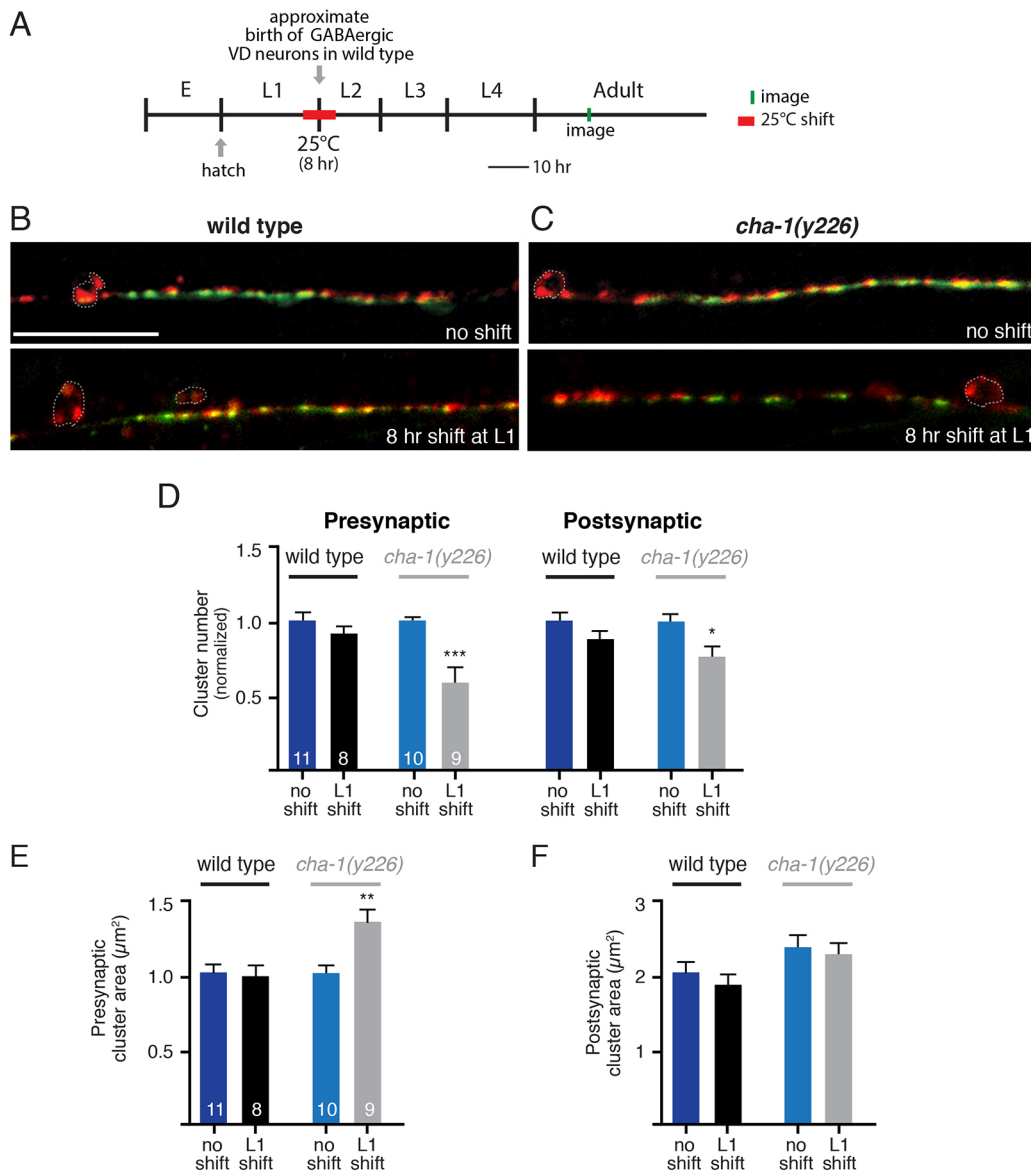 A
approximate
birth of GABAergic
VD neurons in wild type
E L1 L2 L3 L4 Adult
image
25°C shift
image
25°C
(8 hr)
hatch
10 hr
B wild type
no shift
8 hr shift at L1
C cha-1(y226)
no shift
8 hr shift at L1
D
Presynaptic Postsynaptic
wild type cha-1(y226) wild type cha-1(y226)
Cluster number
(normalized)
1.5
1.0
0.5
*** *
11 8 10 9
no shift L1 shift no shift L1 shift no shift L1 shift no shift L1 shift
E
wild type cha-1(y226)
Presynaptic
cluster area (µm²)
1.5
1.0
0.5
**
11 8 10 9
no shift L1 shift no shift L1 shift
F
wild type cha-1(y226)
Postsynaptic
cluster area (µm²)
3
2
1
no shift L1 shift no shift L1 shift